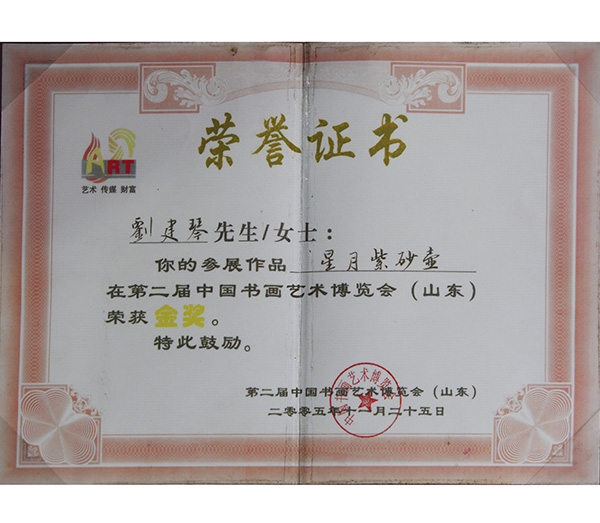 荣誉证书
ART
艺术 传媒 财富
劉建琴先生/女士：
你的参展作品 星月紫砂壶
在第二届中国书画艺术博览会（山东）
荣获 金奖。
特此鼓励。
第二届中国书画艺术博览会（山东）
二零零五年十一月二十五日